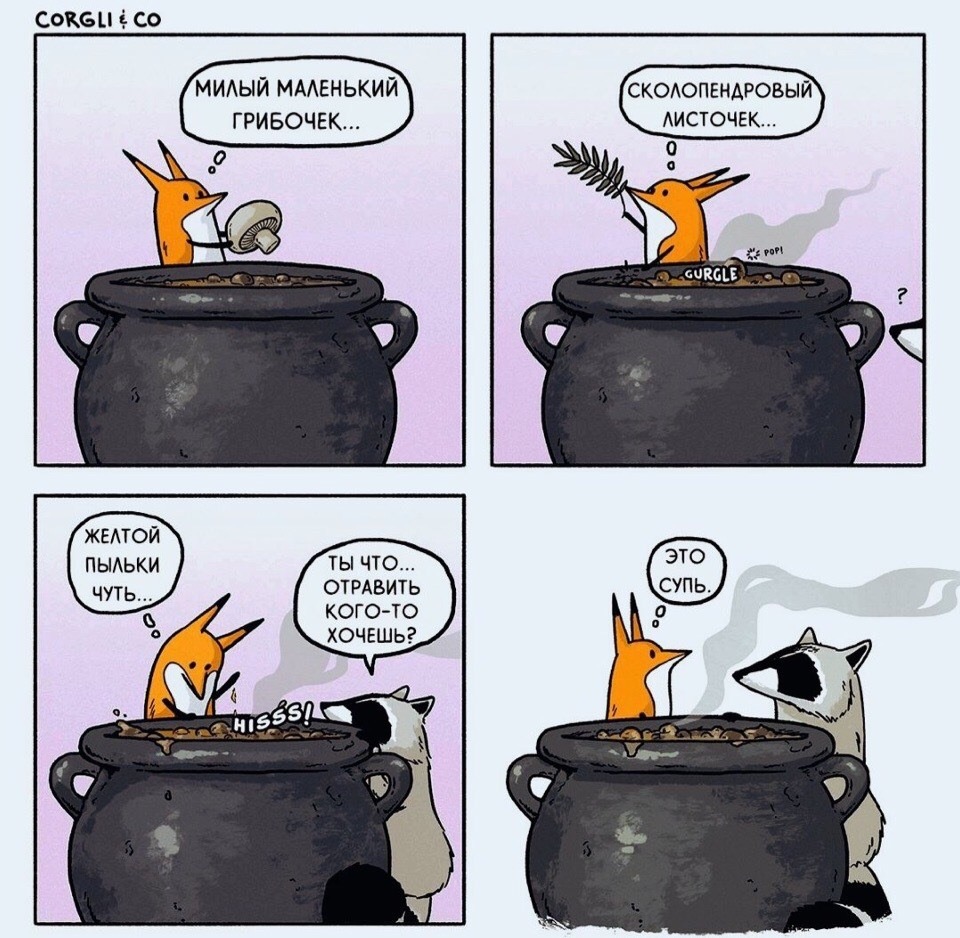 CORGLI & CO
МИЛЫЙ МАЛЕНЬКИЙ
ГРИБОЧЕК...
СКОЛОПЕНДРОВЫЙ
ЛИСТОЧЕК...
POP!
GURGLE
?
ЖЕЛТОЙ
ПЫЛЬКИ
ЧУТЬ...
ТЫ ЧТО...
ОТРАВИТЬ
КОГО-ТО
ХОЧЕШЬ?
HISSS!
ЭТО
СУПЬ.